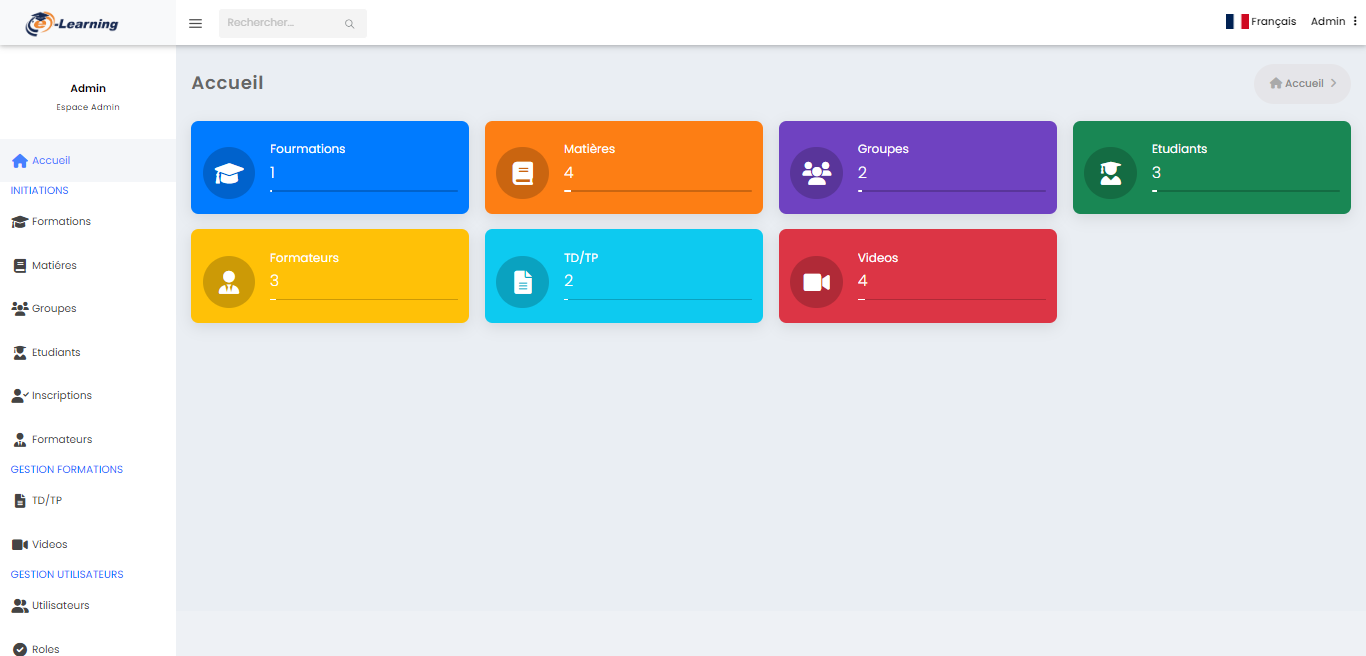 e-Learning
Rechercher...
Français
Admin
Admin
Espace Admin
Accueil
INITIATIONS
Formations
Matiéres
Groupes
Etudiants
Inscriptions
Formateurs
GESTION FORMATIONS
TD/TP
Videos
GESTION UTILISATEURS
Utilisateurs
Roles
Accueil
Accueil
Fourmations
1
Matières
4
Groupes
2
Etudiants
3
Formateurs
3
TD/TP
2
Videos
4